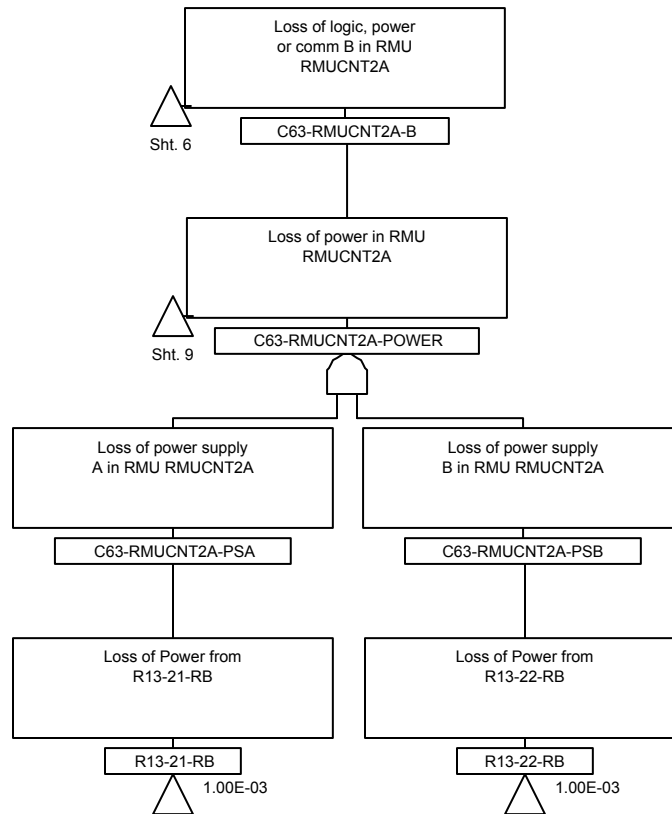 Loss of logic, power
or comm B in RMU
RMUCNT2A
Sht. 6
C63-RMUCNT2A-B
Loss of power in RMU
RMUCNT2A
Sht. 9
C63-RMUCNT2A-POWER
Loss of power supply
A in RMU RMUCNT2A
Loss of power supply
B in RMU RMUCNT2A
C63-RMUCNT2A-PSA
C63-RMUCNT2A-PSB
Loss of Power from
R13-21-RB
Loss of Power from
R13-22-RB
R13-21-RB
R13-22-RB
1.00E-03
1.00E-03